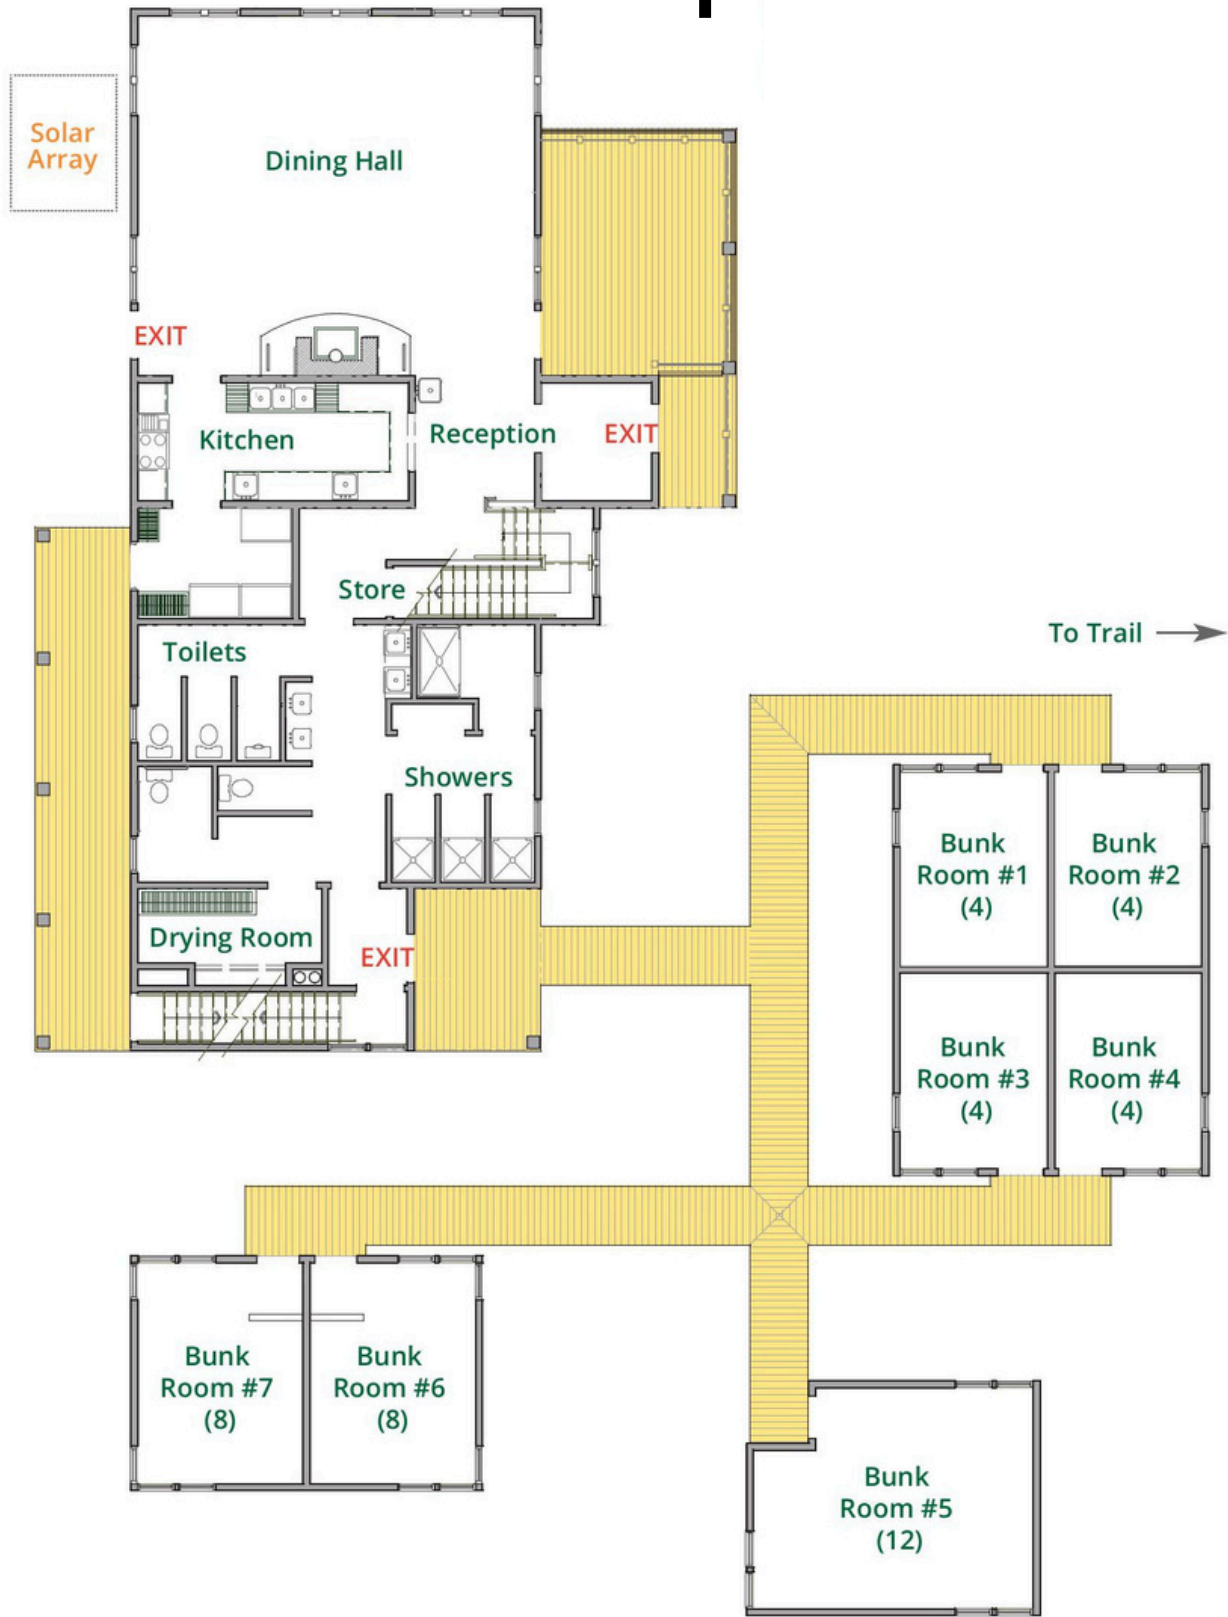 Solar
Array
Dining Hall
EXIT
Kitchen
Reception
EXIT
Store
Toilets
To Trail
Showers
Bunk
Room #1
(4)
Bunk
Room #2
(4)
Drying Room
EXIT
Bunk
Room #3
(4)
Bunk
Room #4
(4)
Bunk
Room #7
(8)
Bunk
Room #6
(8)
Bunk
Room #5
(12)